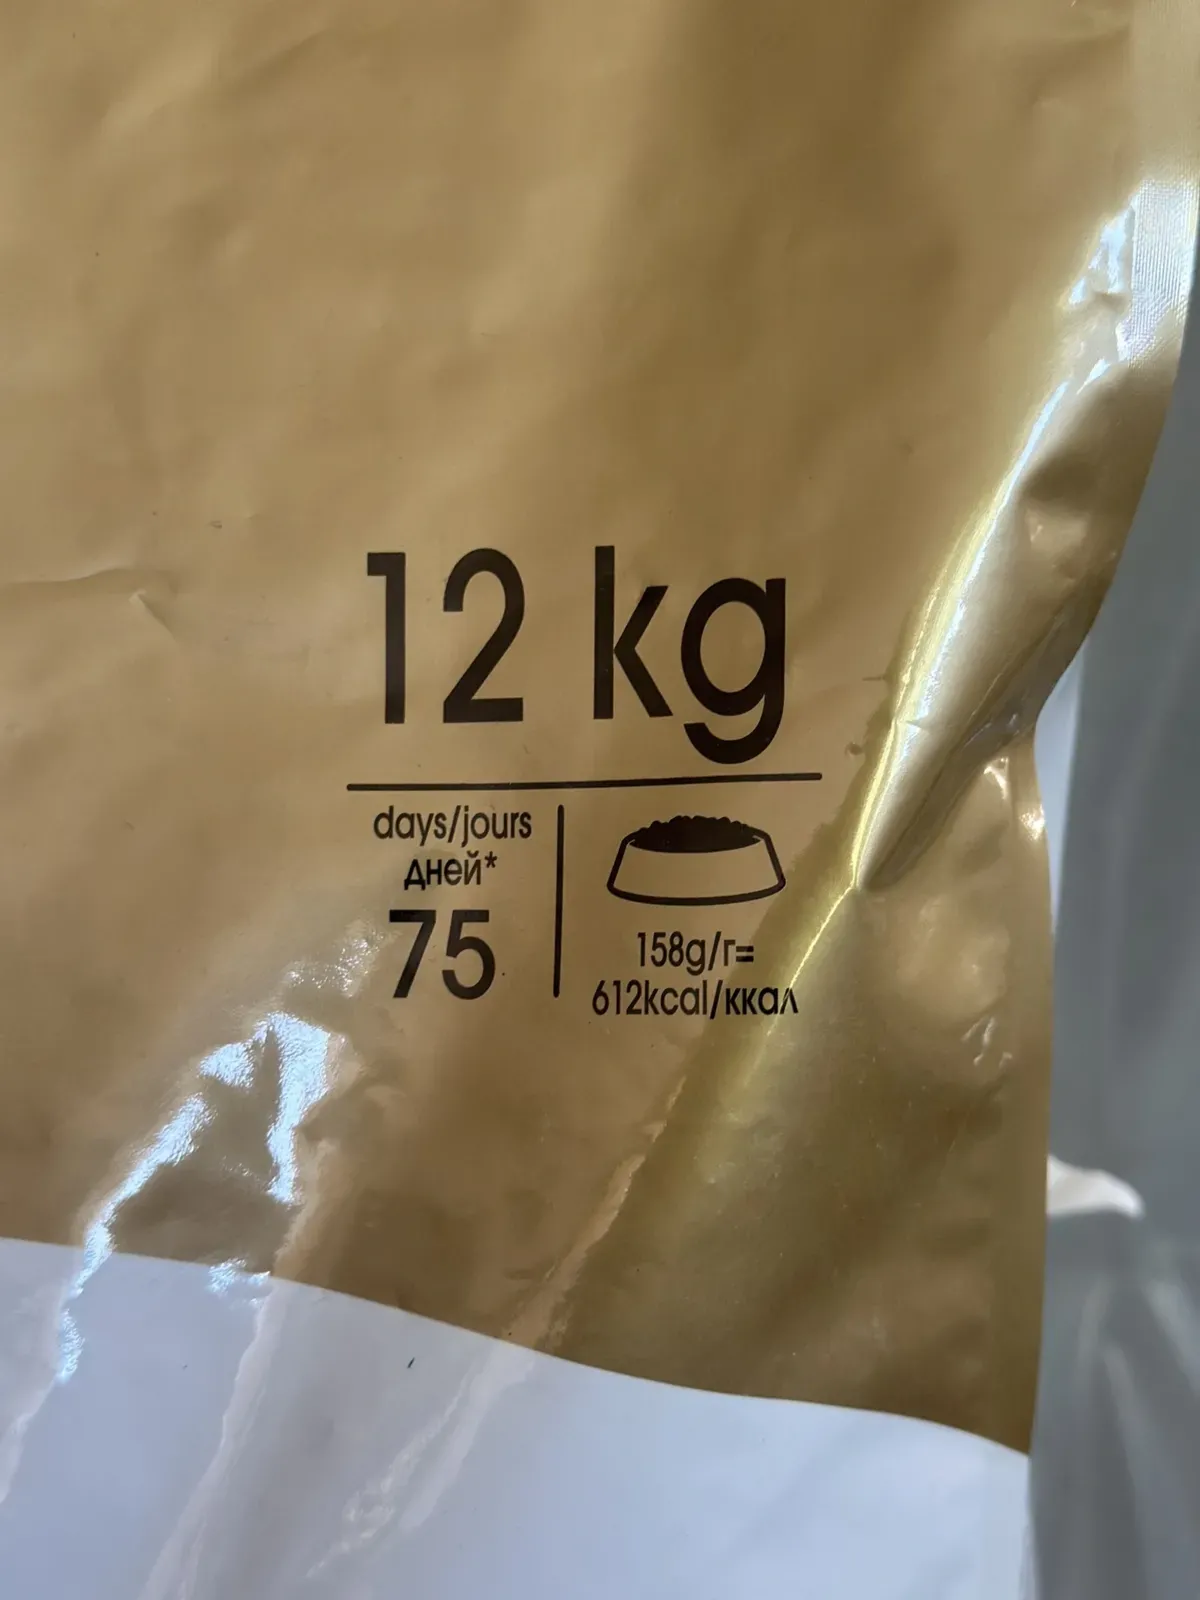 12 kg
days/jours
дней*
75
158g/г=
612kcal/ккал